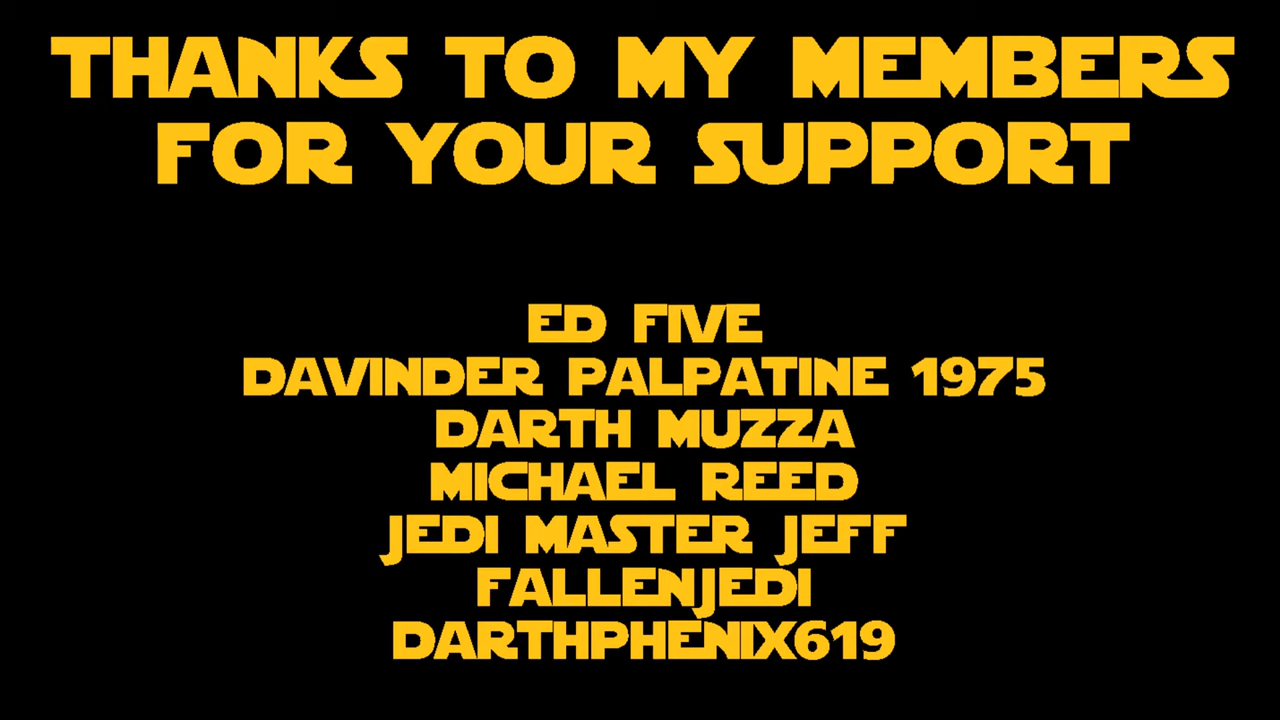 THANKS TO MY MEMBERS
FOR YOUR SUPPORT
ED FIVE
DAVINDER PALPATINE 1975
DARTH MUZZA
MICHAEL REED
JEDI MASTER JEFF
FALLENJEDI
DARTHPHENIX619